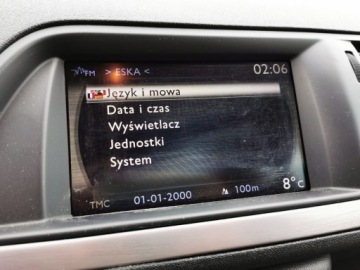 FM > ESKA < 02:06
Język i mowa
Data i czas
Wyświetlacz
Jednostki
System
TMC 01-01-2000 100m 8°C